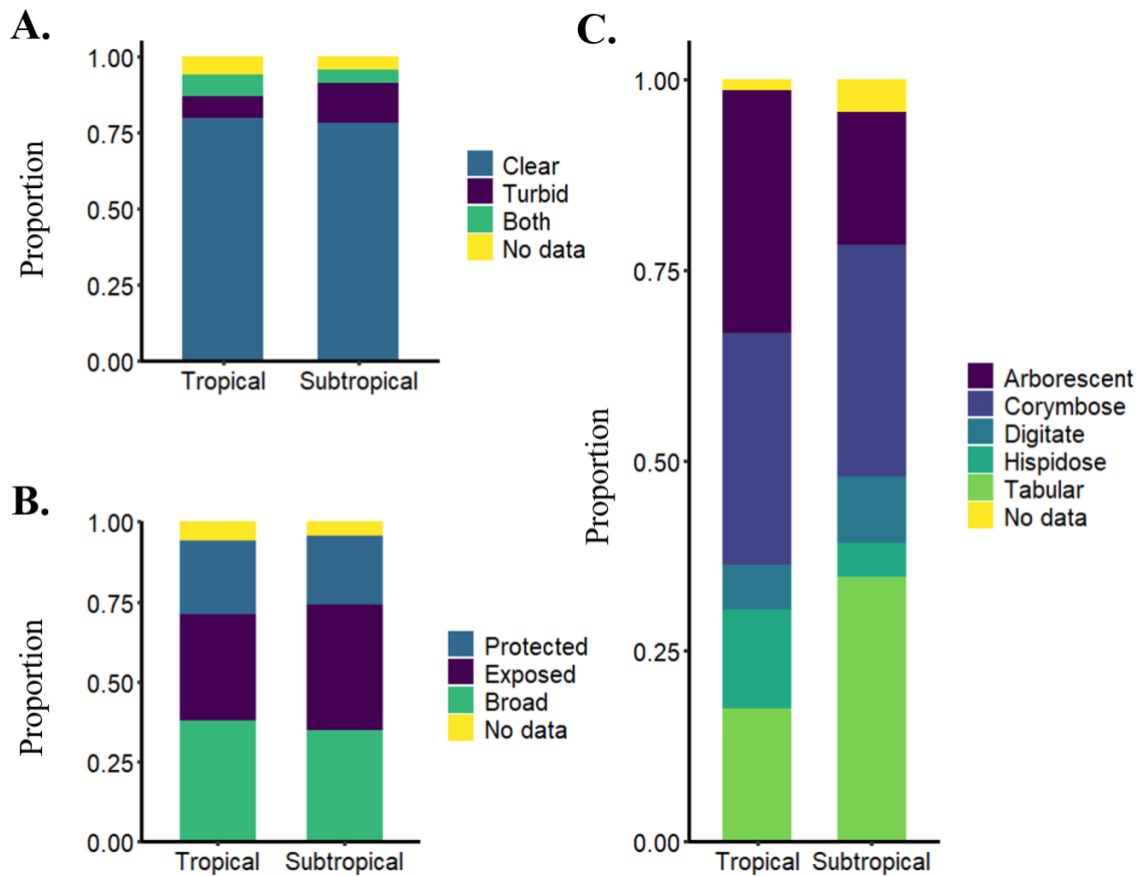 A.
Proportion
1.00
0.75
0.50
0.25
0.00
Tropical Subtropical
Clear
Turbid
Both
No data
B.
Proportion
1.00
0.75
0.50
0.25
0.00
Tropical Subtropical
Protected
Exposed
Broad
No data
C.
Proportion
1.00
0.75
0.50
0.25
0.00
Tropical Subtropical
Arborescent
Corymbose
Digitate
Hispidose
Tabular
No data